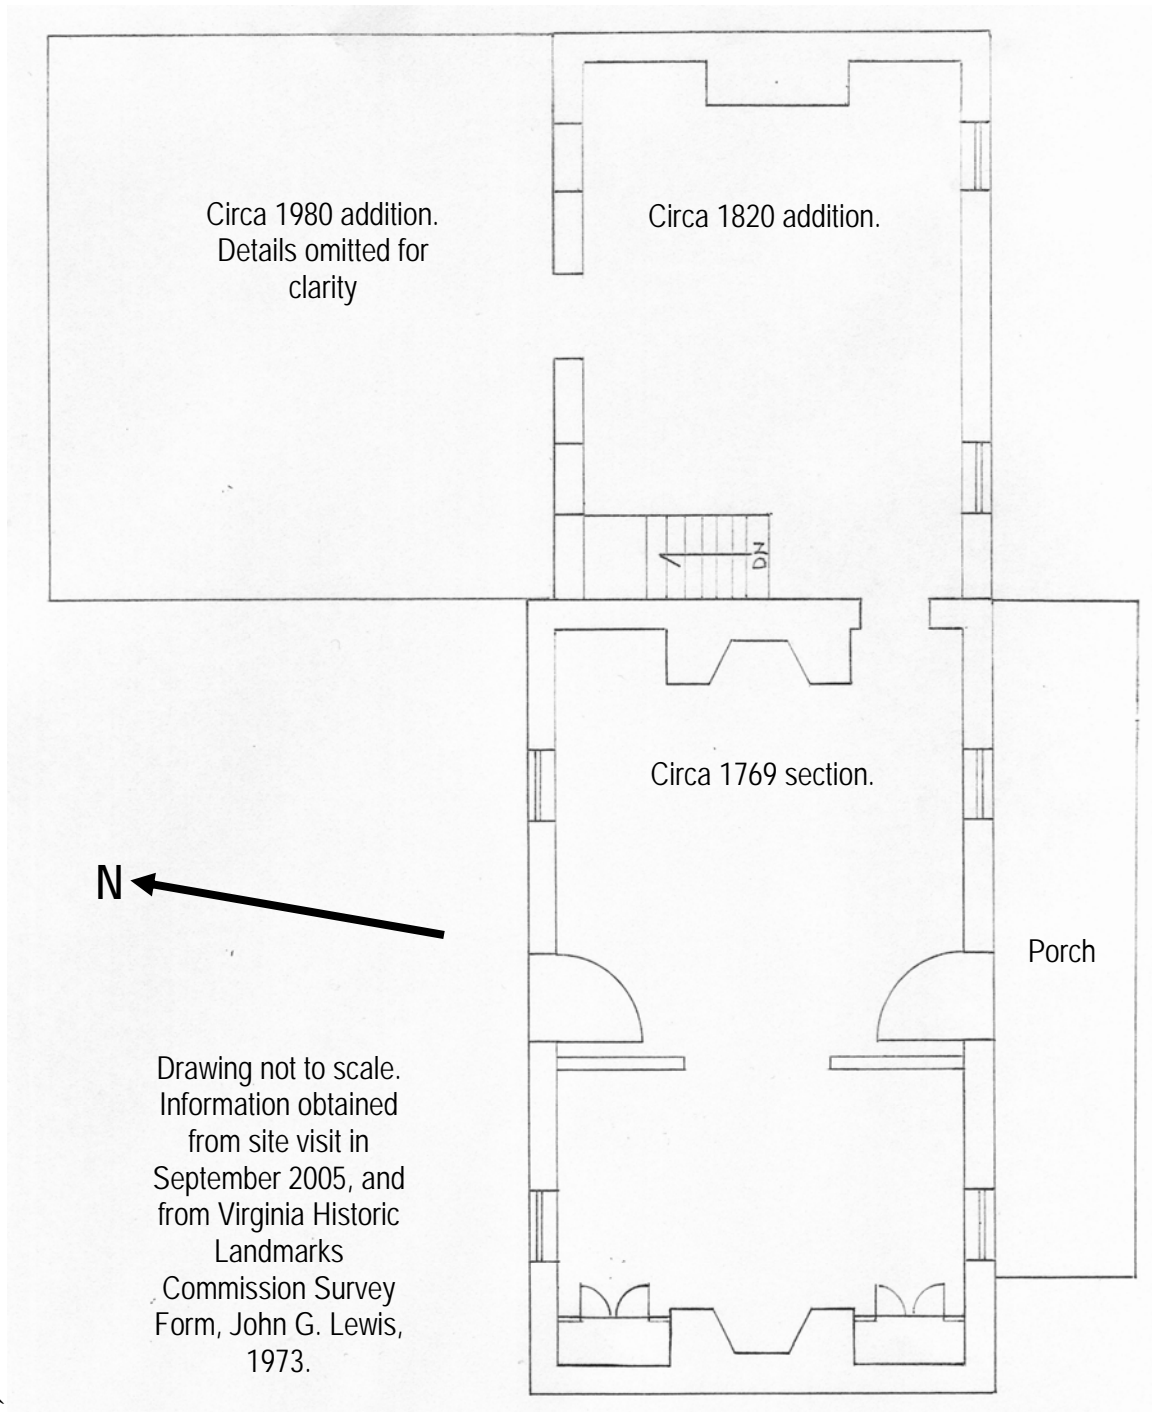 Circa 1980 addition.
Details omitted for
clarity
Circa 1820 addition.
DN
Circa 1769 section.
N
Porch
Drawing not to scale.
Information obtained
from site visit in
September 2005, and
from Virginia Historic
Landmarks
Commission Survey
Form, John G. Lewis,
1973.